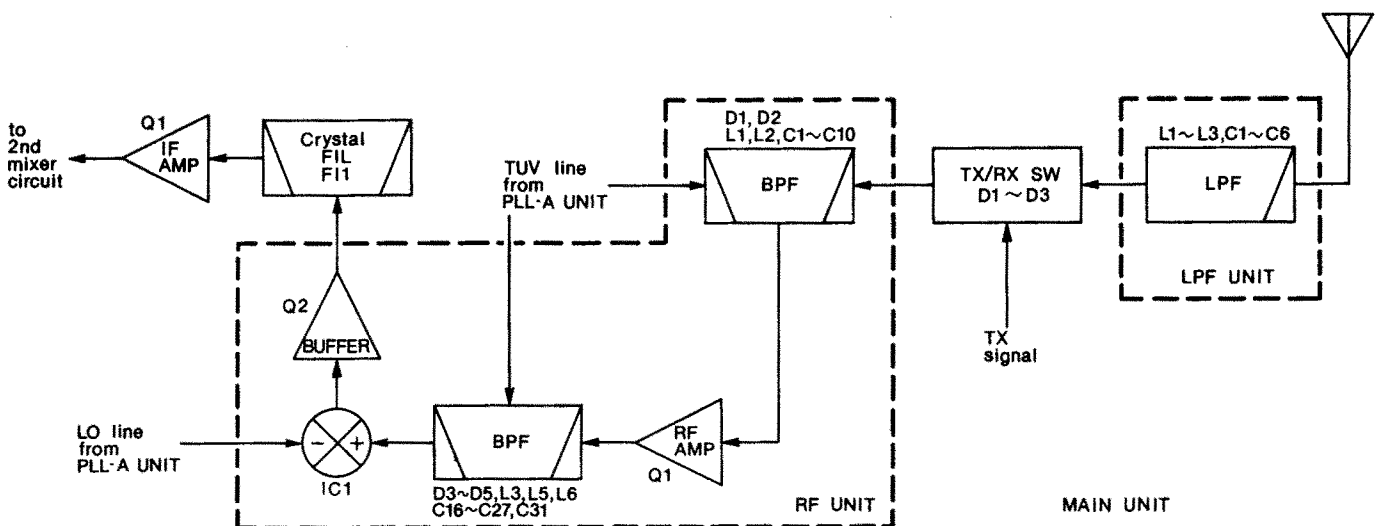 to
2nd
mixer
circuit
Q1
IF
AMP
Crystal
FIL
FI1
TUV line
from
PLL-A UNIT
D1, D2
L1, L2, C1~C10
BPF
TX/RX SW
D1~D3
L1~L3, C1~C6
LPF
LPF UNIT
Q2
BUFFER
TX
signal
LO line
from
PLL-A UNIT
- +
IC1
BPF
D3~D5, L3, L5, L6
C16~C27, C31
RF
AMP
Q1
RF UNIT
MAIN UNIT